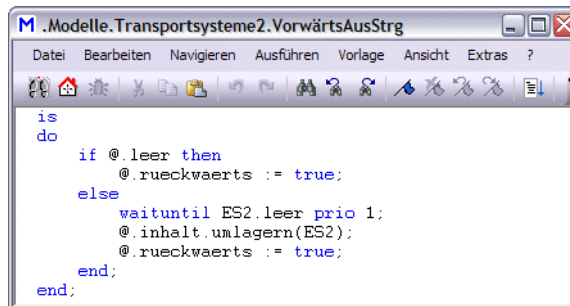 M .Modelle.Transportsysteme2.VorwärtsAusStrg
Datei Bearbeiten Navigieren Ausführen Vorlage Ansicht Extras ?
is
do
if @.leer then
@.rueckwaerts := true;
else
waituntil ES2.leer prio 1;
@.inhalt.umlagern(ES2);
@.rueckwaerts := true;
end;
end;